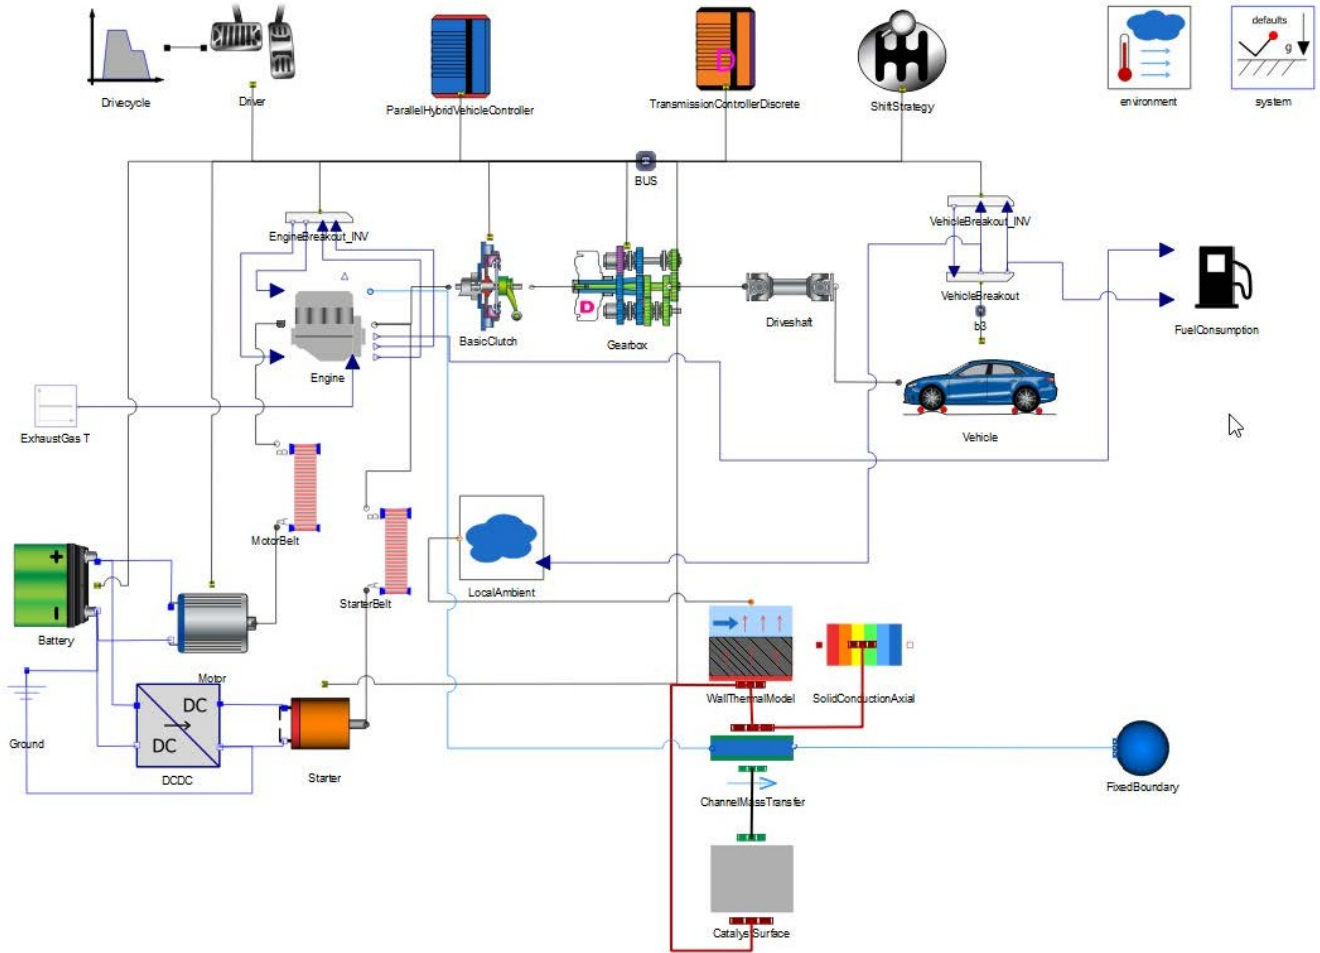 defaults
g
Drivecycle
Driver
ParallelHybridVehicleController
D
TransmissionControllerDiscrete
ShiftStrategy
environment
system
BUS
EngineBreakout_INV
VehicleBreakout_INV
VehicleBreakout
b3
D
BasicClutch
Gearbox
Driveshaft
FuelConsumption
Engine
Vehicle
ExhaustGas T
B
A
MotorBelt
B
A
StarterBelt
LocalAmbient
+
-
Battery
Motor
WallThermalModel
SolidConductionAxial
DC
DC
Ground
DCDC
Starter
ChannelMassTransfer
FixedBoundary
CatalystSurface